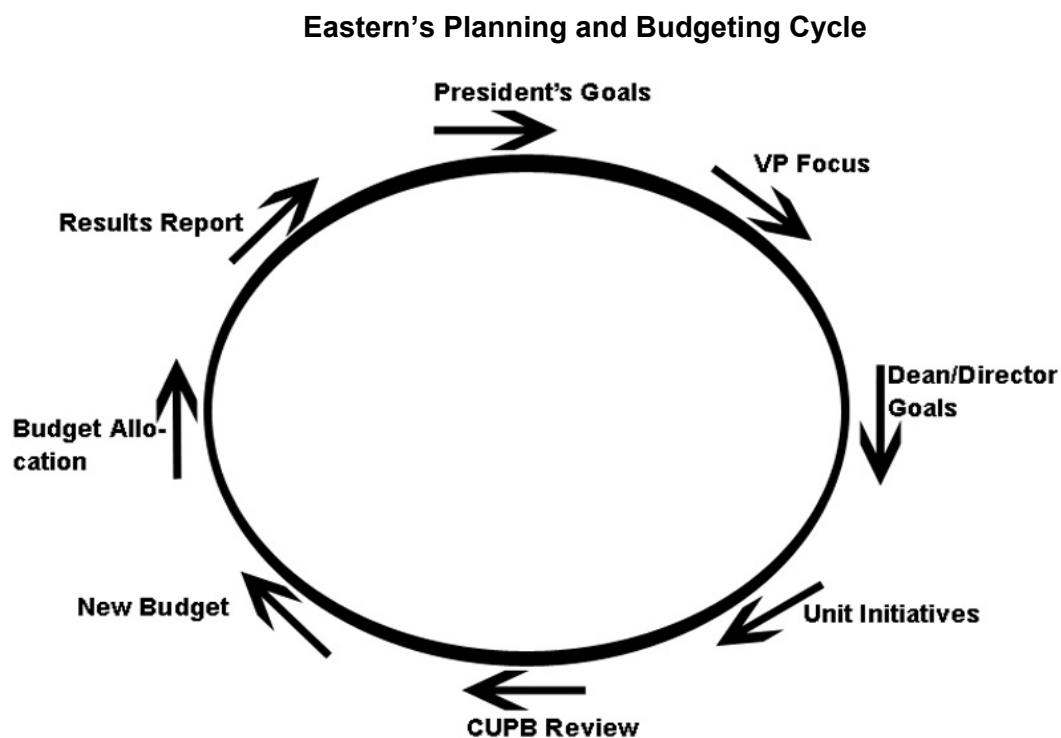 Eastern’s Planning and Budgeting Cycle
President’s Goals
VP Focus
Results Report
Dean/Director
Goals
Budget Allo-
cation
New Budget
Unit Initiatives
CUPB Review